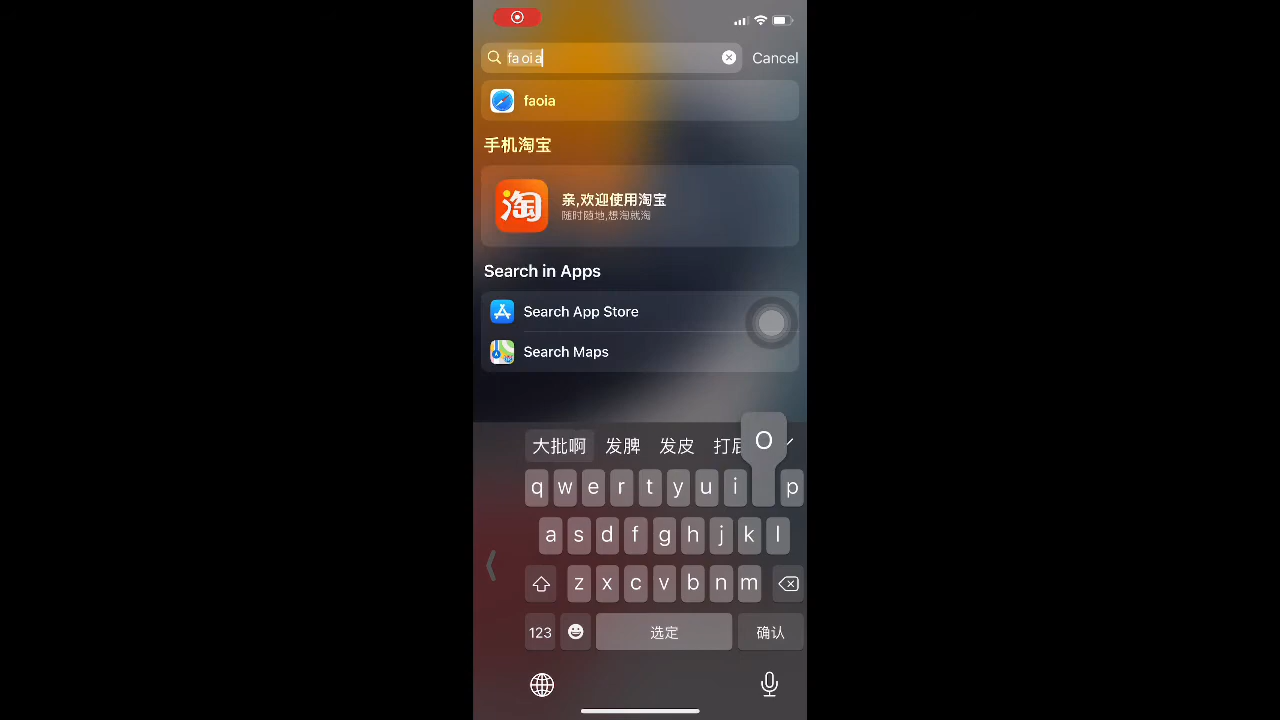 fa oi a
Cancel
faoia
手机淘宝
淘
亲,欢迎使用淘宝
随时随地,想淘就淘
Search in Apps
Search App Store
Search Maps
大批啊 发脾 发皮
O
q w e r t y u i p
a s d f g h j k l
z x c v b n m
123 选定 确认